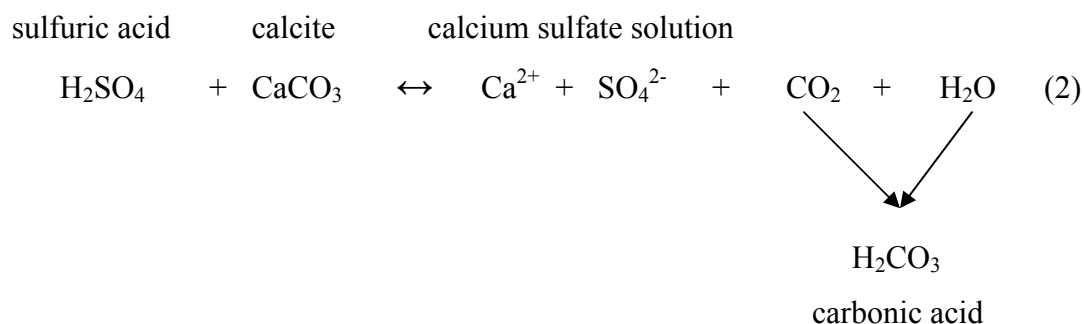 sulfuric acid calcite calcium sulfate solution
H₂SO₄ + CaCO₃ ↔ Ca²⁺ + SO₄²⁻ + CO₂ + H₂O (2)
H₂CO₃
carbonic acid